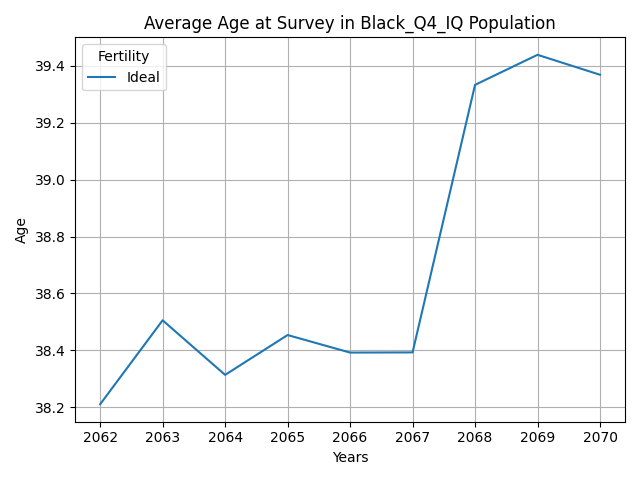 Average Age at Survey in Black_Q4_IQ Population
Fertility
Ideal
39.4
39.2
39.0
38.8
38.6
38.4
38.2
Age
2062 2063 2064 2065 2066 2067 2068 2069 2070
Years